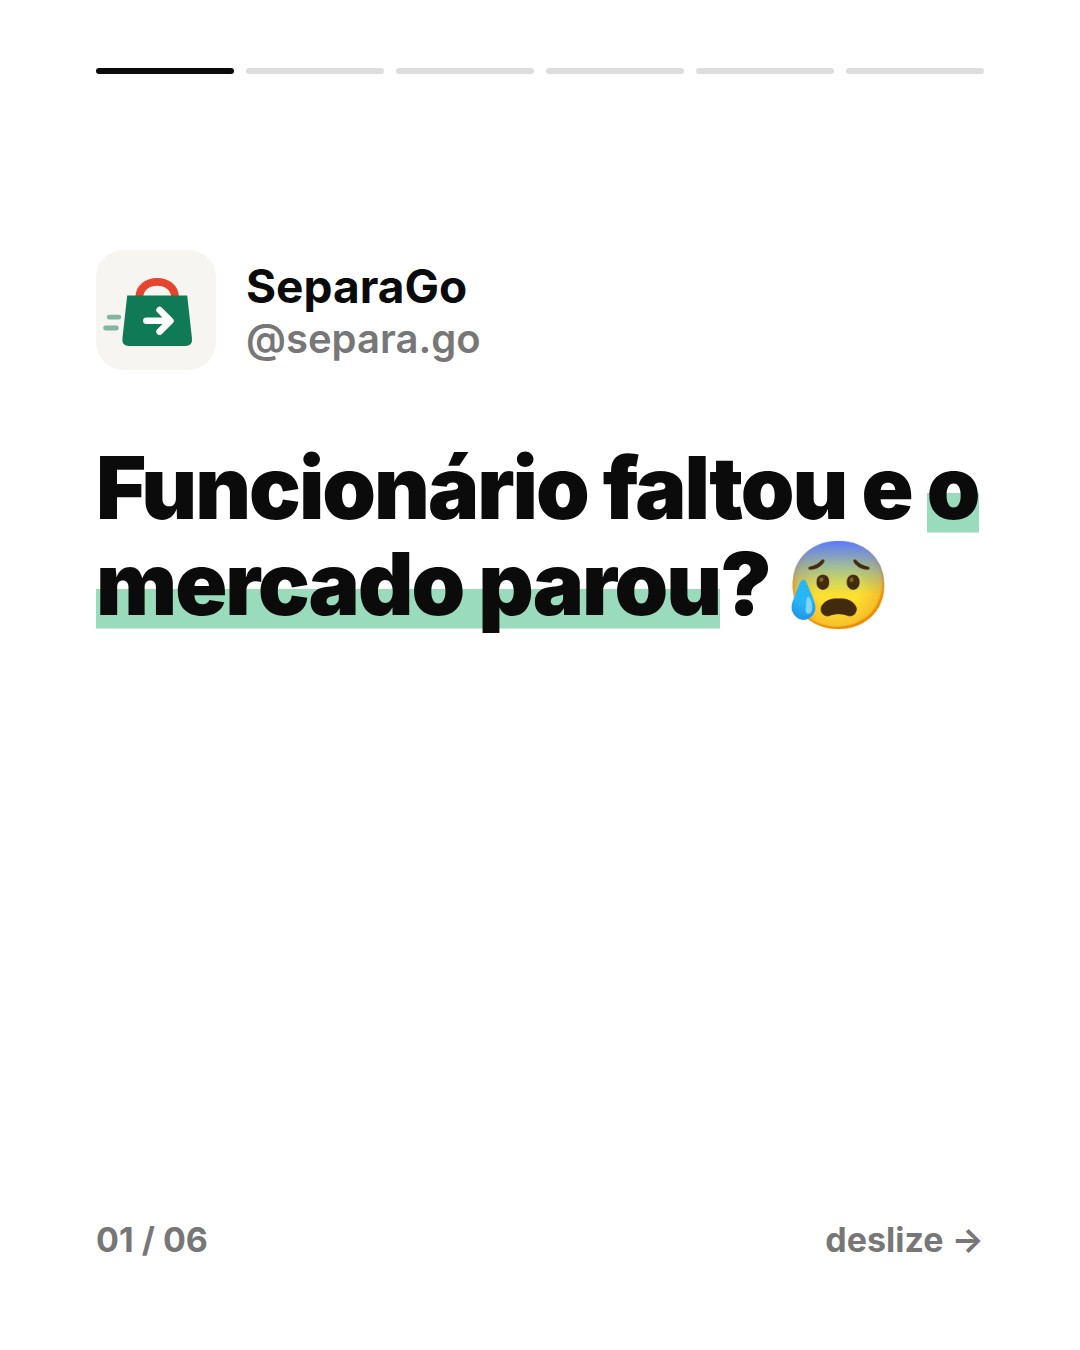 SeparaGo
@separa.go
Funcionário faltou e o
mercado parou? 😰
01 / 06
deslize →